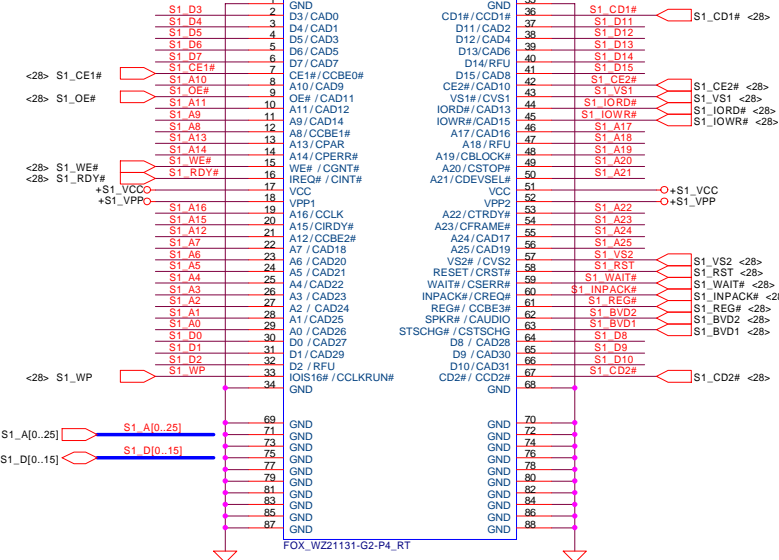 1 GND GND 35
S1_D3 2 D3/CAD0 CD1#/CCD1# 36 S1_CD1# S1_CD1# <28>
S1_D4 3 D4/CAD1 D11/CAD2 37 S1_D11
S1_D5 4 D5/CAD3 D12/CAD4 38 S1_D12
S1_D6 5 D6/CAD5 D13/CAD6 39 S1_D13
S1_D7 6 D7/CAD7 D14/RFU 40 S1_D14
<28> S1_CE1# S1_CE1# 7 CE1#/CCBE0# D15/CAD8 41 S1_D15
S1_A10 8 A10/CAD9 CE2#/CAD10 42 S1_CE2# S1_CE2# <28>
<28> S1_OE# S1_OE# 9 OE#/CAD11 VS1#/CVS1 43 S1_VS1 S1_VS1 <28>
S1_A11 10 A11/CAD12 IORD#/CAD13 44 S1_IORD# S1_IORD# <28>
S1_A9 11 A9/CAD14 IOWR#/CAD15 45 S1_IOWR# S1_IOWR# <28>
S1_A8 12 A8/CCBE1# A17/CAD16 46 S1_A17
S1_A13 13 A13/CPAR A18/RFU 47 S1_A18
S1_A14 14 A14/CPERR# A19/CBLOCK# 48 S1_A19
<28> S1_WE# S1_WE# 15 WE#/CGNT# A20/CSTOP# 49 S1_A20
<28> S1_RDY# S1_RDY# 16 IREQ#/CINT# A21/CDEVSEL# 50 S1_A21
+S1_VCC 17 VCC VCC 51 +S1_VCC
+S1_VPP 18 VPP1 VPP2 52 +S1_VPP
S1_A16 19 A16/CCLK A22/CTRDY# 53 S1_A22
S1_A15 20 A15/CIRDY# A23/CFRAME# 54 S1_A23
S1_A12 21 A12/CCBE2# A24/CAD17 55 S1_A24
S1_A7 22 A7/CAD18 A25/CAD19 56 S1_A25
S1_A6 23 A6/CAD20 VS2#/CVS2 57 S1_VS2 S1_VS2 <28>
S1_A5 24 A5/CAD21 RESET/CRST# 58 S1_RST S1_RST <28>
S1_A4 25 A4/CAD22 WAIT#/CSERR# 59 S1_WAIT# S1_WAIT# <28>
S1_A3 26 A3/CAD23 INPACK#/CREQ# 60 S1_INPACK# S1_INPACK# <28
S1_A2 27 A2/CAD24 REG#/CCBE3# 61 S1_REG# S1_REG# <28>
S1_A1 28 A1/CAD25 SPKR#/CAUDIO 62 S1_BVD2 S1_BVD2 <28>
S1_A0 29 A0/CAD26 STSCHG#/CSTSCHG 63 S1_BVD1 S1_BVD1 <28>
S1_D0 30 D0/CAD27 D8/CAD28 64 S1_D8
S1_D1 31 D1/CAD29 D9/CAD30 65 S1_D9
S1_D2 32 D2/RFU D10/CAD31 66 S1_D10
<28> S1_WP S1_WP 33 IOIS16#/CCLKRUN# CD2#/CCD2# 67 S1_CD2# S1_CD2# <28>
34 GND GND 68
69 GND GND 70
S1_A[0..25] S1_A[0..25] 71 GND GND 72
73 GND GND 74
S1_D[0..15] S1_D[0..15] 75 GND GND 76
77 GND GND 78
79 GND GND 80
81 GND GND 82
83 GND GND 84
85 GND GND 86
87 GND GND 88
FOX_WZ21131-G2-P4_RT